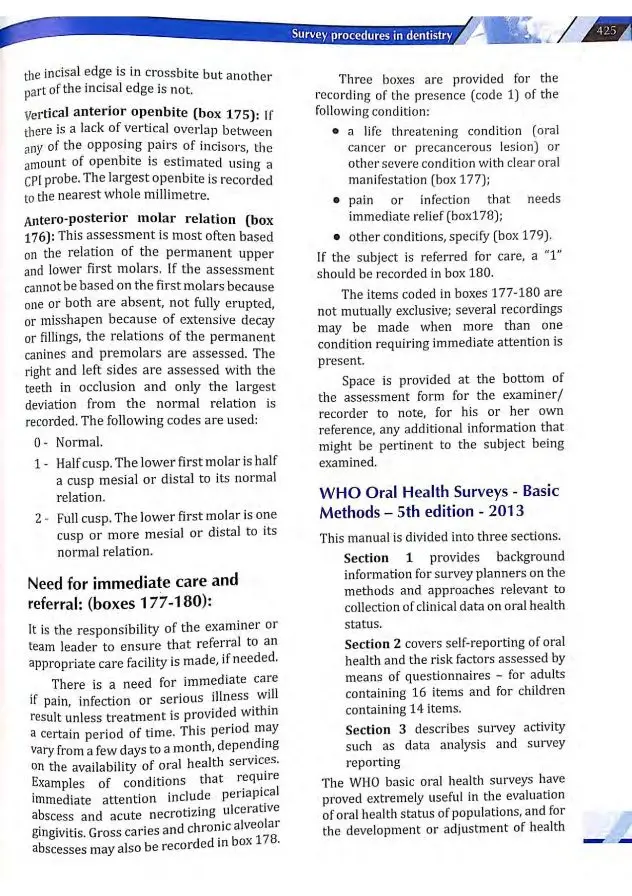 Survey procedures in dentistry
425
the incisal edge is in crossbite but another
part of the incisal edge is not.
Vertical anterior openbite (box 175): If
there is a lack of vertical overlap between
any of the opposing pairs of incisors, the
amount of openbite is estimated using a
CPI probe. The largest openbite is recorded
to the nearest whole millimetre.
Antero-posterior molar relation (box
176): This assessment is most often based
on the relation of the permanent upper
and lower first molars. If the assessment
cannot be based on the first molars because
one or both are absent, not fully erupted,
or misshapen because of extensive decay
or fillings, the relations of the permanent
canines and premolars are assessed. The
right and left sides are assessed with the
teeth in occlusion and only the largest
deviation from the normal relation is
recorded. The following codes are used:
0 - Normal.
1 - Half cusp. The lower first molar is half
a cusp mesial or distal to its normal
relation.
2 - Full cusp. The lower first molar is one
cusp or more mesial or distal to its
normal relation.
Need for immediate care and
referral: (boxes 177-180):
It is the responsibility of the examiner or
team leader to ensure that referral to an
appropriate care facility is made, if needed.
There is a need for immediate care
if pain, infection or serious illness will
result unless treatment is provided within
a certain period of time. This period may
vary from a few days to a month, depending
on the availability of oral health services.
Examples of conditions that require
immediate attention include periapical
abscess and acute necrotizing ulcerative
gingivitis. Gross caries and chronic alveolar
abscesses may also be recorded in box 178.
Three boxes are provided for the
recording of the presence (code 1) of the
following condition:
• a life threatening condition (oral
cancer or precancerous lesion) or
other severe condition with clear oral
manifestation (box 177);
• pain or infection that needs
immediate relief (box178);
• other conditions, specify (box 179).
If the subject is referred for care, a "1"
should be recorded in box 180.
The items coded in boxes 177-180 are
not mutually exclusive; several recordings
may be made when more than one
condition requiring immediate attention is
present.
Space is provided at the bottom of
the assessment form for the examiner/
recorder to note, for his or her own
reference, any additional information that
might be pertinent to the subject being
examined.
WHO Oral Health Surveys - Basic
Methods – 5th edition - 2013
This manual is divided into three sections.
Section 1 provides background
information for survey planners on the
methods and approaches relevant to
collection of clinical data on oral health
status.
Section 2 covers self-reporting of oral
health and the risk factors assessed by
means of questionnaires – for adults
containing 16 items and for children
containing 14 items.
Section 3 describes survey activity
such as data analysis and survey
reporting
The WHO basic oral health surveys have
proved extremely useful in the evaluation
of oral health status of populations, and for
the development or adjustment of health